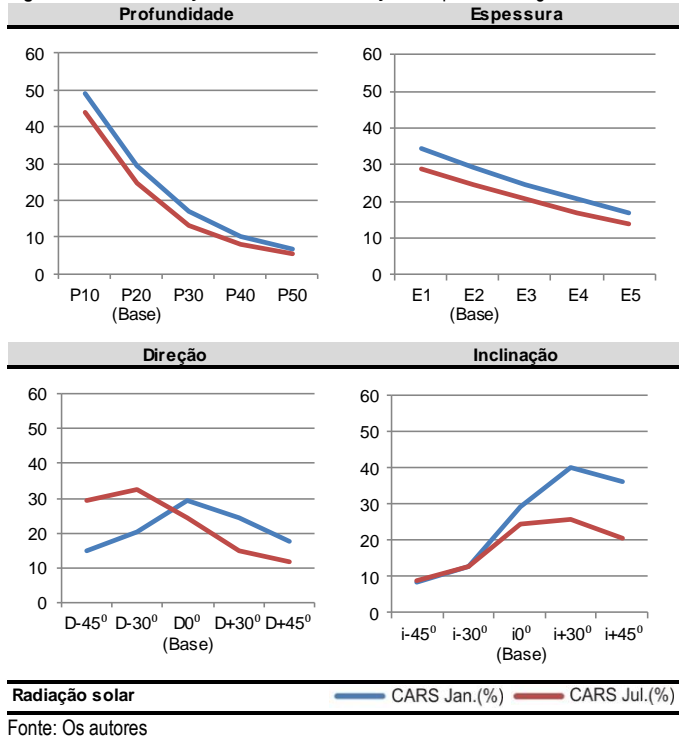 Profundidade
Espessura
60
50
40
30
20
10
0
P10 P20 P30 P40 P50
(Base)
60
50
40
30
20
10
0
E1 E2 E3 E4 E5
(Base)
Direção
Inclinação
60
50
40
30
20
10
0
D-45⁰ D-30⁰ D0⁰ D+30⁰ D+45⁰
(Base)
60
50
40
30
20
10
0
i-45⁰ i-30⁰ i0⁰ i+30⁰ i+45⁰
(Base)
Radiação solar
CARS Jan.(%) CARS Jul.(%)
Fonte: Os autores